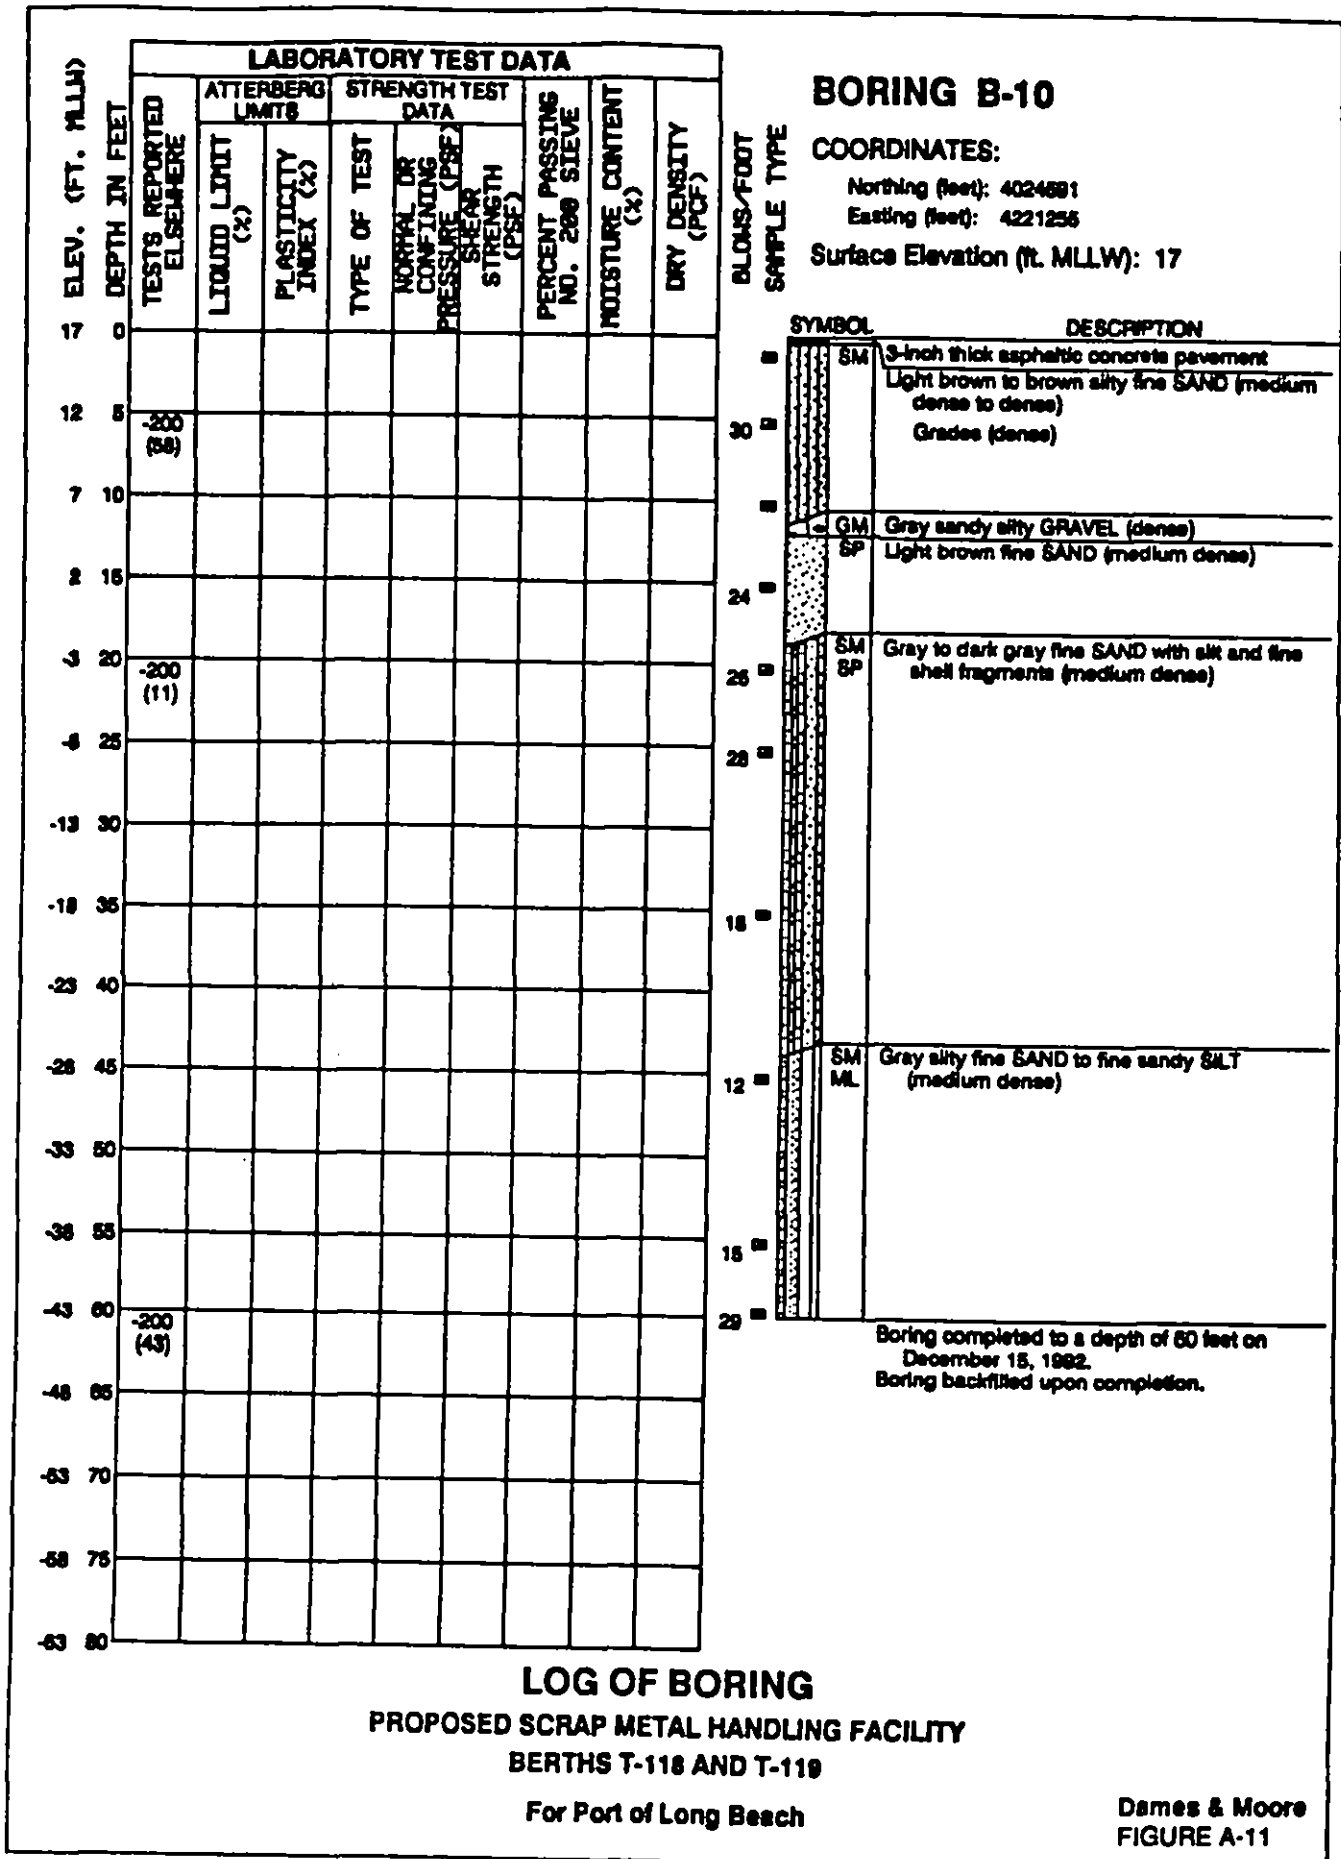 LABORATORY TEST DATA
ATTERBERG LIMITS
STRENGTH TEST DATA
ELEV. (FT. MLLW)
DEPTH IN FEET
TESTS REPORTED ELSEWHERE
LIQUID LIMIT (%)
PLASTICITY INDEX (%)
TYPE OF TEST
NORMAL OR CONFINING PRESSURE (PSF)
SHEAR STRENGTH (PSF)
PERCENT PASSING NO. 200 SIEVE
MOISTURE CONTENT (%)
DRY DENSITY (PCF)
BLOWS/FOOT
SAMPLE TYPE
BORING B-10
COORDINATES:
Northing (feet): 4024591
Easting (feet): 4221256
Surface Elevation (ft. MLLW): 17
SYMBOL DESCRIPTION
17 0
SM 3-inch thick asphaltic concrete pavement
Light brown to brown silty fine SAND (medium
dense to dense)
12 5
-200
(58)
30
Grades (dense)
7 10
GM Gray sandy silty GRAVEL (dense)
SP Light brown fine SAND (medium dense)
2 15
24
SM Gray to dark gray fine SAND with silt and fine
SP shell fragments (medium dense)
-3 20
-200
(11)
25
-8 25
28
-13 30
-18 35
18
-23 40
SM Gray silty fine SAND to fine sandy SILT
ML (medium dense)
-28 45
12
-33 50
-38 55
15
-43 60
-200
(43)
29
Boring completed to a depth of 60 feet on
December 15, 1992.
Boring backfilled upon completion.
-48 65
-53 70
-58 75
-63 80
LOG OF BORING
PROPOSED SCRAP METAL HANDLING FACILITY
BERTHS T-118 AND T-119
For Port of Long Beach
Dames & Moore
FIGURE A-11